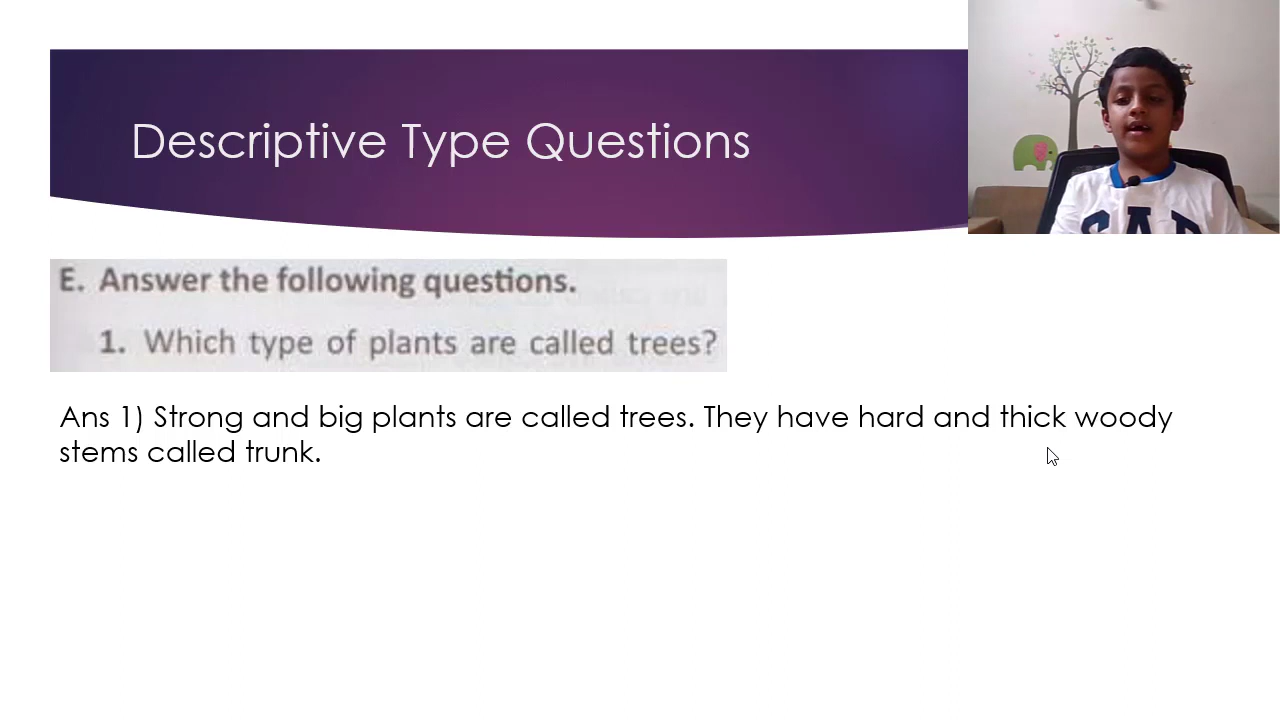 Descriptive Type Questions
E. Answer the following questions.
1. Which type of plants are called trees?
Ans 1) Strong and big plants are called trees. They have hard and thick woody
stems called trunk.